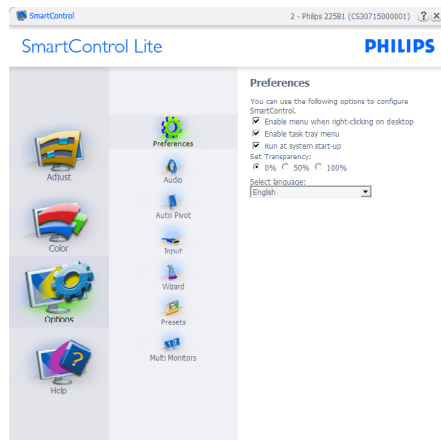 SmartControl
2 - Philips 225B1 (CS30715000001)
SmartControl Lite
PHILIPS
Preferences
You can use the following options to configure
SmartControl.
Enable menu when right-clicking on desktop
Enable task tray menu
Run at system start-up
Set Transparency:
0% 50% 100%
Select language:
English
Adjust
Color
Options
Help
Preferences
Audio
Auto Pivot
Input
Wizard
Presets
Multi Monitors